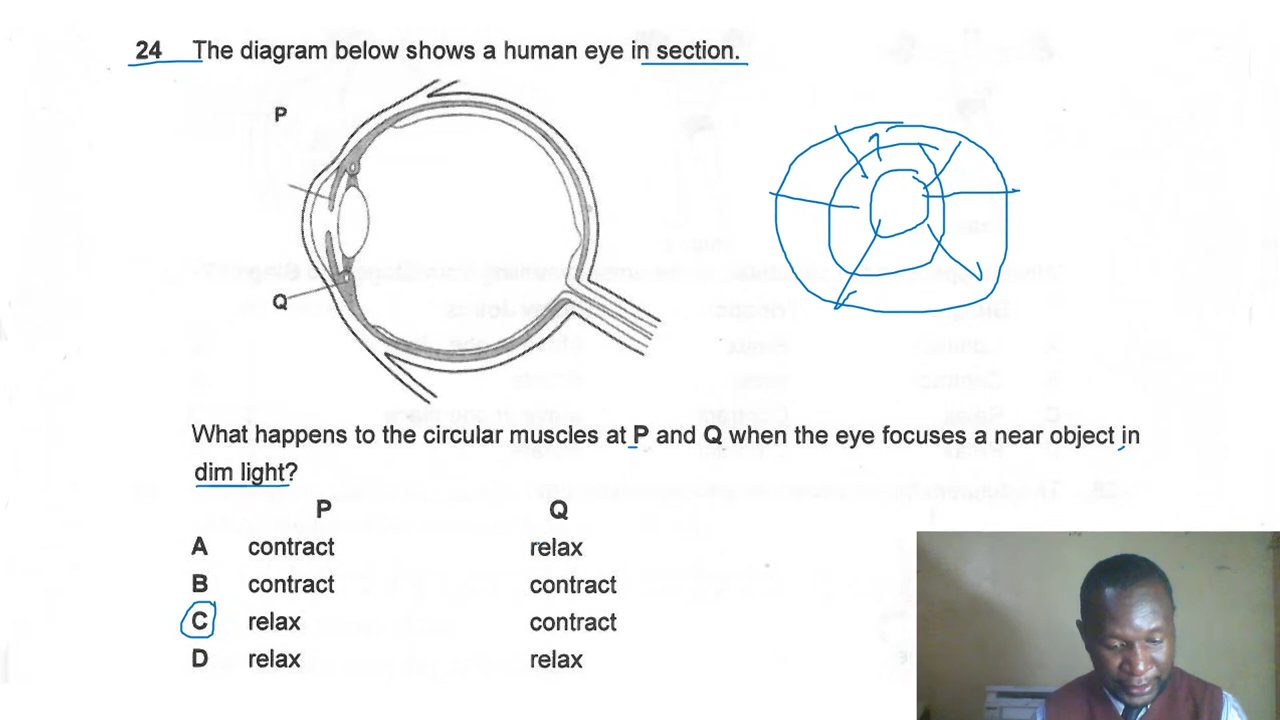 24 The diagram below shows a human eye in section.
P
Q
What happens to the circular muscles at P and Q when the eye focuses a near object in
dim light?
P Q
A contract relax
B contract contract
C relax contract
D relax relax